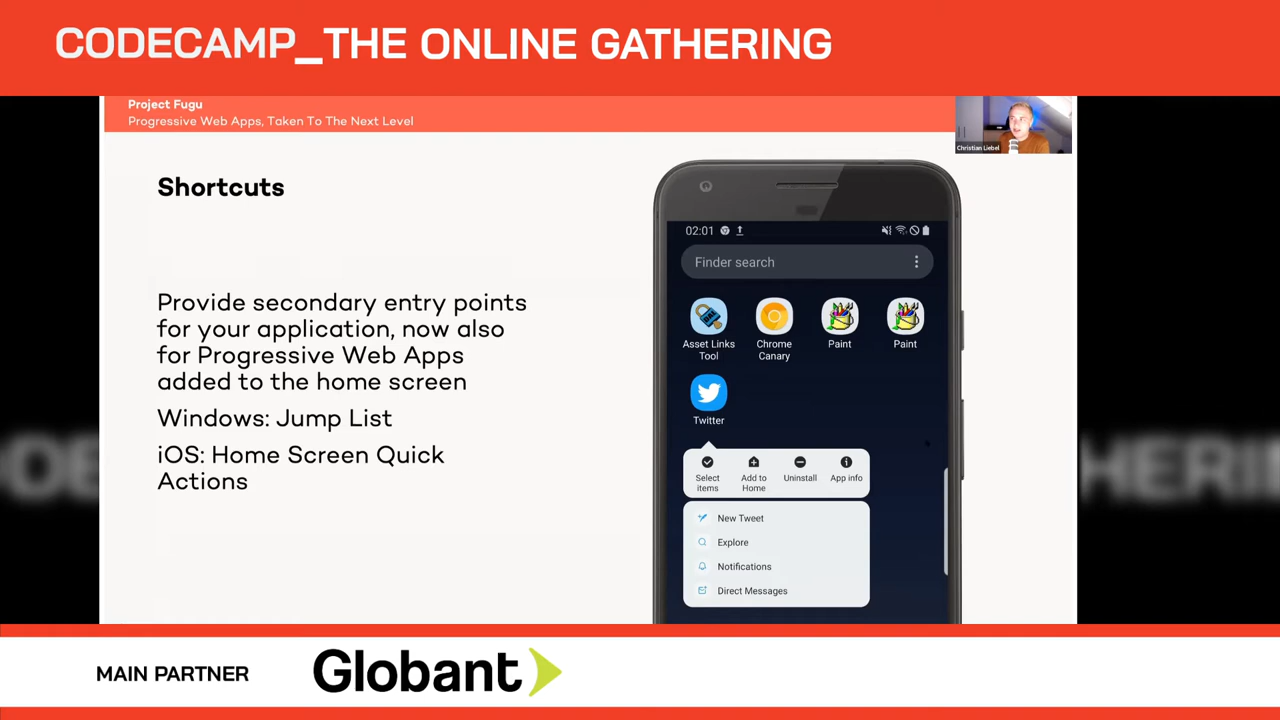 CODECAMP_THE ONLINE GATHERING
Project Fugu
Progressive Web Apps, Taken To The Next Level
Christian Liebel
Shortcuts
Provide secondary entry points
for your application, now also
for Progressive Web Apps
added to the home screen
Windows: Jump List
iOS: Home Screen Quick
Actions
02:01
Finder search
Asset Links
Tool
Chrome
Canary
Paint
Paint
Twitter
Select
items
Add to
Home
Uninstall
App info
New Tweet
Explore
Notifications
Direct Messages
MAIN PARTNER
Globant